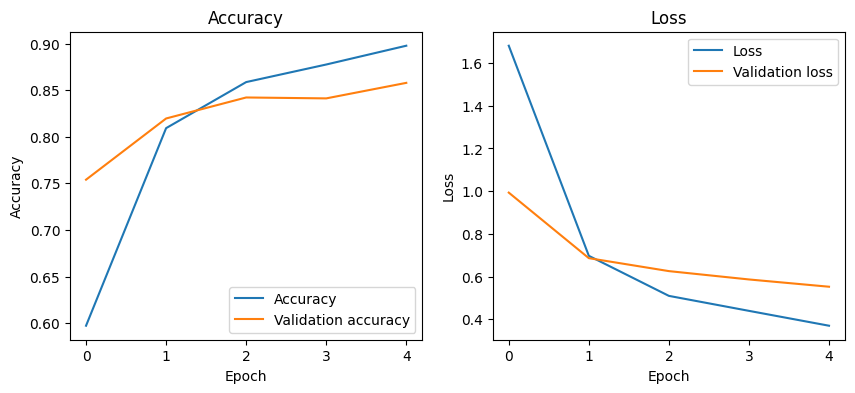 Accuracy
0.90
0.85
0.80
0.75
0.70
0.65
0.60
Accuracy
Accuracy
Validation accuracy
0 1 2 3 4
Epoch
Loss
1.6
1.4
1.2
1.0
0.8
0.6
0.4
Loss
Loss
Validation loss
0 1 2 3 4
Epoch